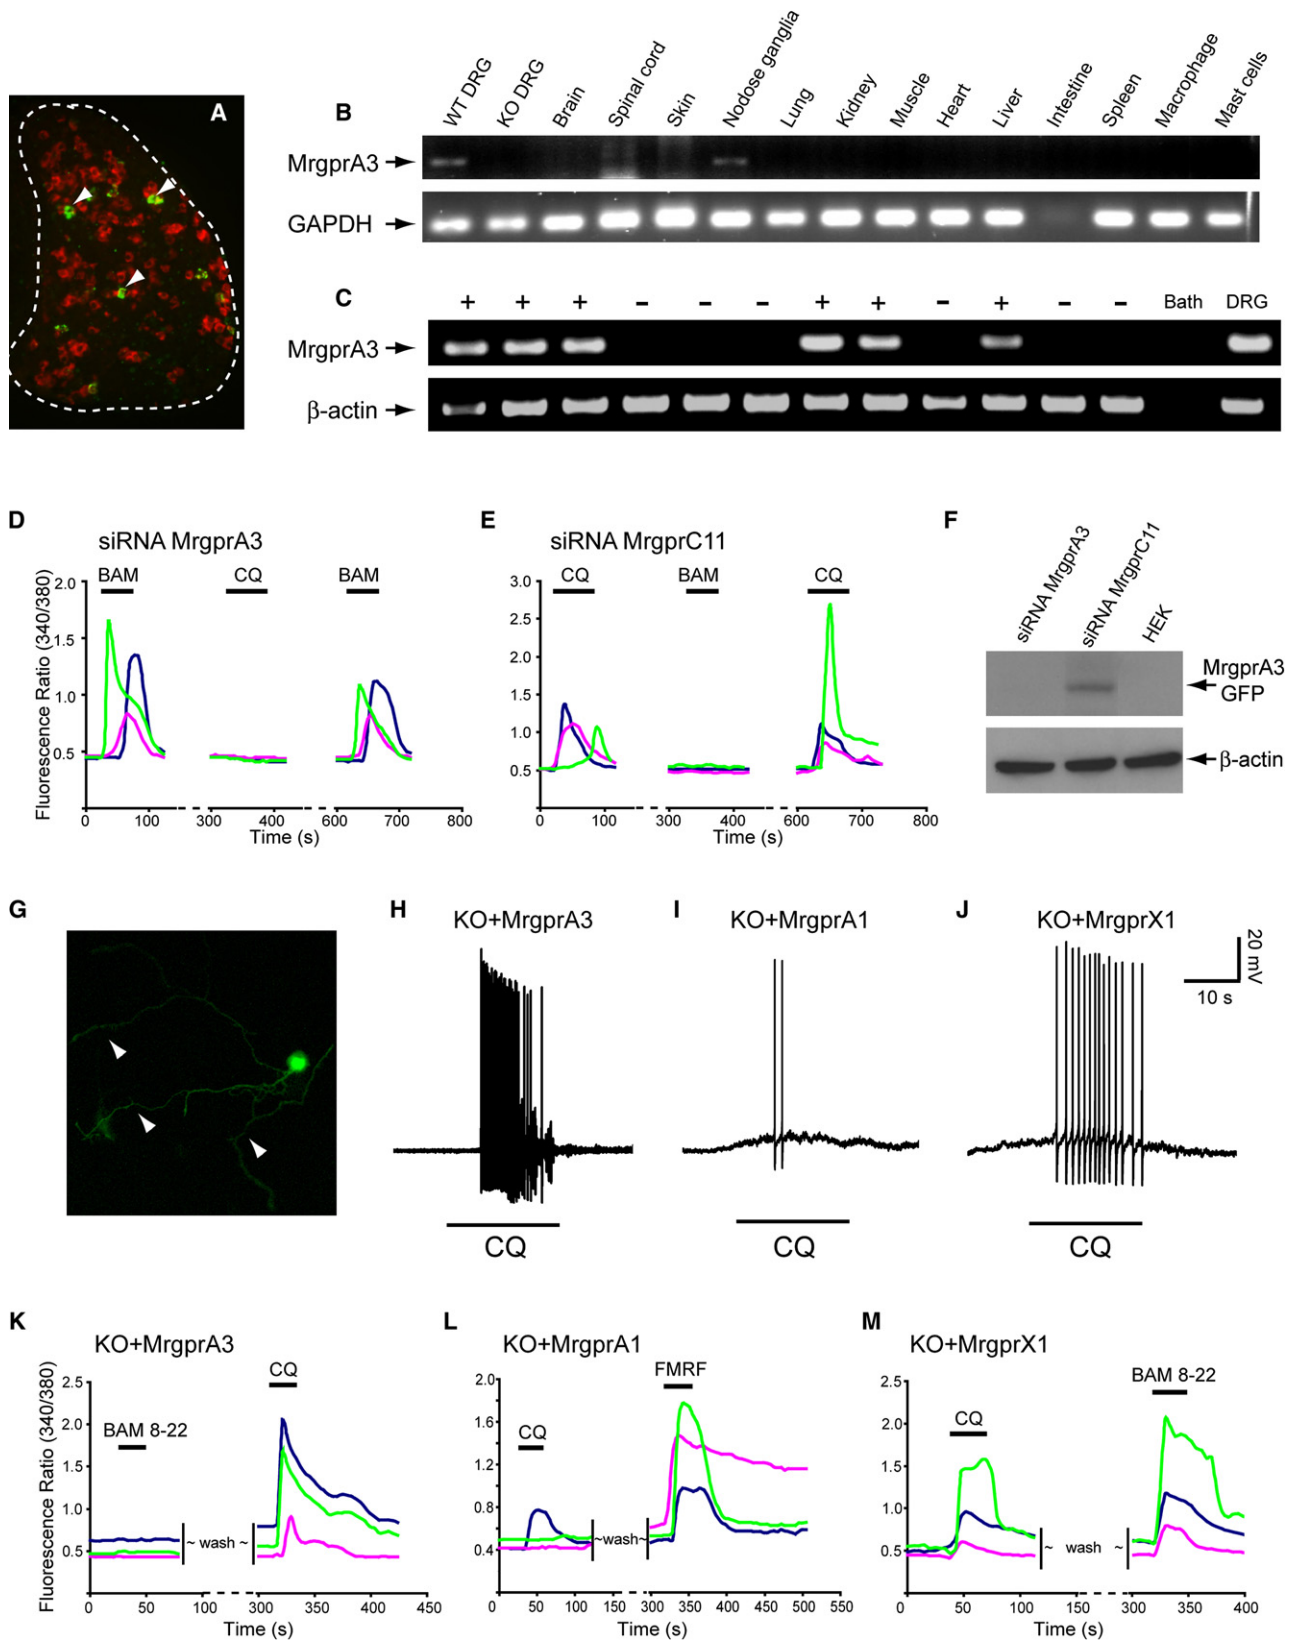 A
B
WT DRG
KO DRG
Brain
Spinal cord
Skin
Nodose ganglia
Lung
Kidney
Muscle
Heart
Liver
Intestine
Spleen
Macrophage
Mast cells
MrgprA3
GAPDH
C
+ + + - - - + + - + - - Bath DRG
MrgprA3
β-actin
D
siRNA MrgprA3
BAM CQ BAM
Fluorescence Ratio (340/380)
2.0
1.5
1.0
0.5
0 100 300 400 600 700 800
Time (s)
E
siRNA MrgprC11
CQ BAM CQ
3.0
2.5
2.0
1.5
1.0
0.5
0 100 300 400 600 700 800
Time (s)
F
siRNA MrgprA3
siRNA MrgprC11
HEK
MrgprA3
GFP
β-actin
G
H
KO+MrgprA3
CQ
I
KO+MrgprA1
CQ
J
KO+MrgprX1
CQ
20 mV
10 s
K
KO+MrgprA3
CQ
BAM 8-22
~ wash ~
Fluorescence Ratio (340/380)
2.5
2.0
1.5
1.0
0.5
0 50 100 300 350 400 450
Time (s)
L
KO+MrgprA1
FMRF
CQ
~wash~
2.0
1.6
1.2
0.8
0.4
0 50 100 150 300 350 400 450 500 550
Time (s)
M
KO+MrgprX1
BAM 8-22
CQ
~ wash ~
2.5
2.0
1.5
1.0
0.5
0 50 100 150 300 350 400
Time (s)